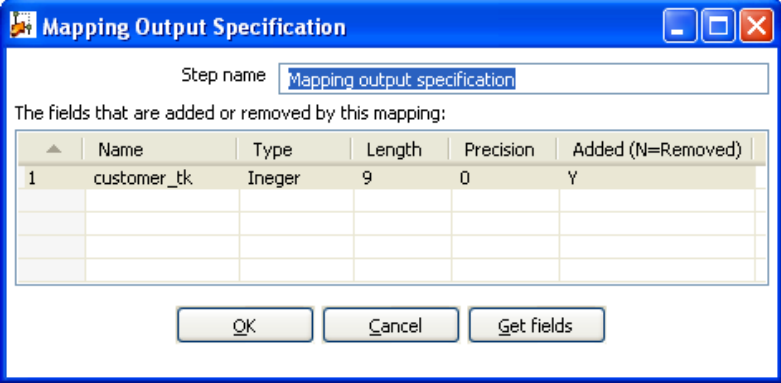 Mapping Output Specification
Step name Mapping output specification
The fields that are added or removed by this mapping:
Name Type Length Precision Added (N=Removed)
1 customer_tk Ineger 9 0 Y
OK Cancel Get fields